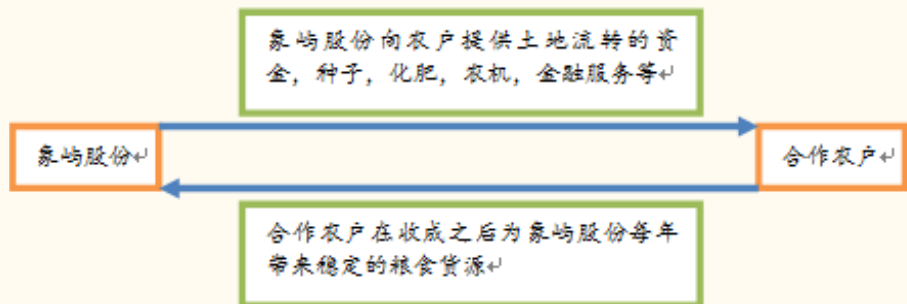 象屿股份向农户提供土地流转的资
金，种子，化肥，农机，金融服务等↵
象屿股份↵
合作农户↵
合作农户在收成之后为象屿股份每年
带来稳定的粮食货源↵